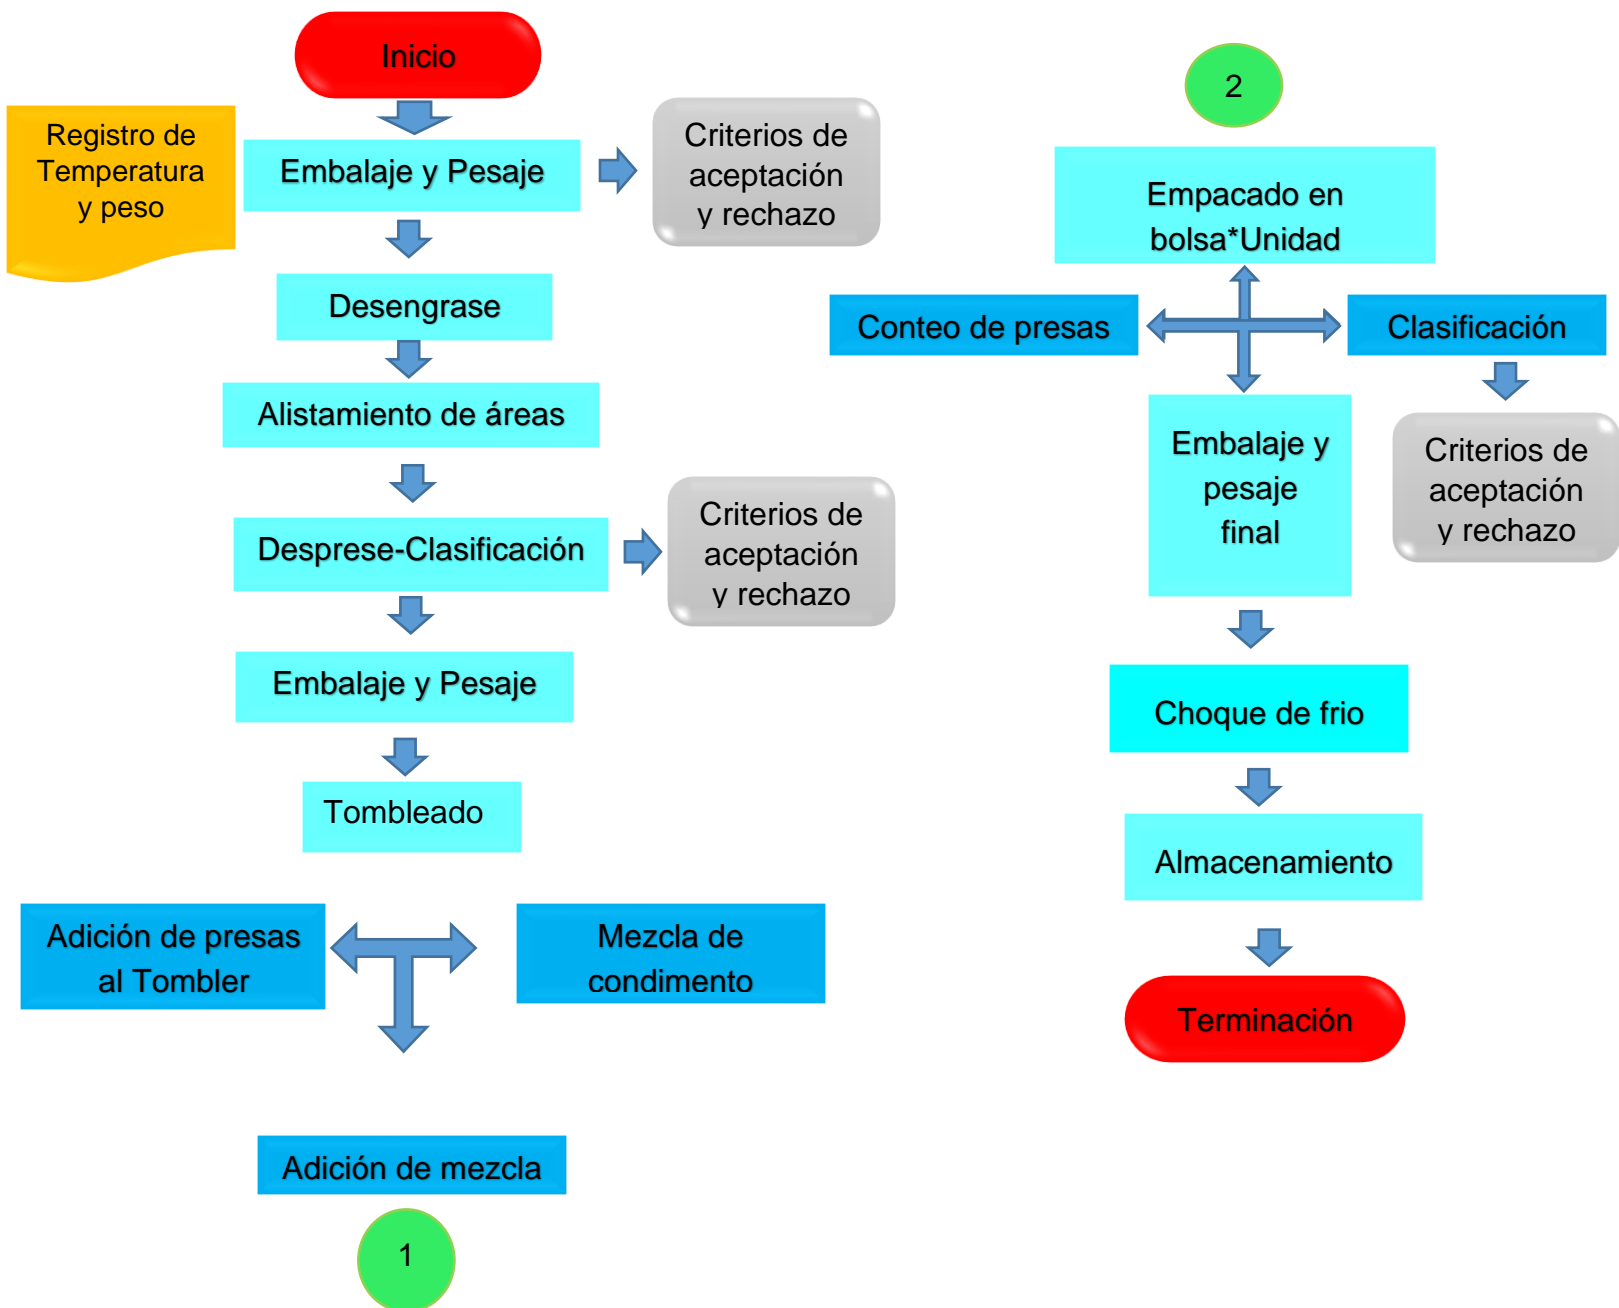 Inicio
Registro de
Temperatura
y peso
Embalaje y Pesaje
Criterios de
aceptación
y rechazo
Desengrase
Alistamiento de áreas
Desprese-Clasificación
Criterios de
aceptación
y rechazo
Embalaje y Pesaje
Tombleado
Adición de presas
al Tombler
Mezcla de
condimento
Adición de mezcla
1
2
Empacado en
bolsa*Unidad
Conteo de presas
Clasificación
Embalaje y
pesaje
final
Criterios de
aceptación
y rechazo
Choque de frio
Almacenamiento
Terminación